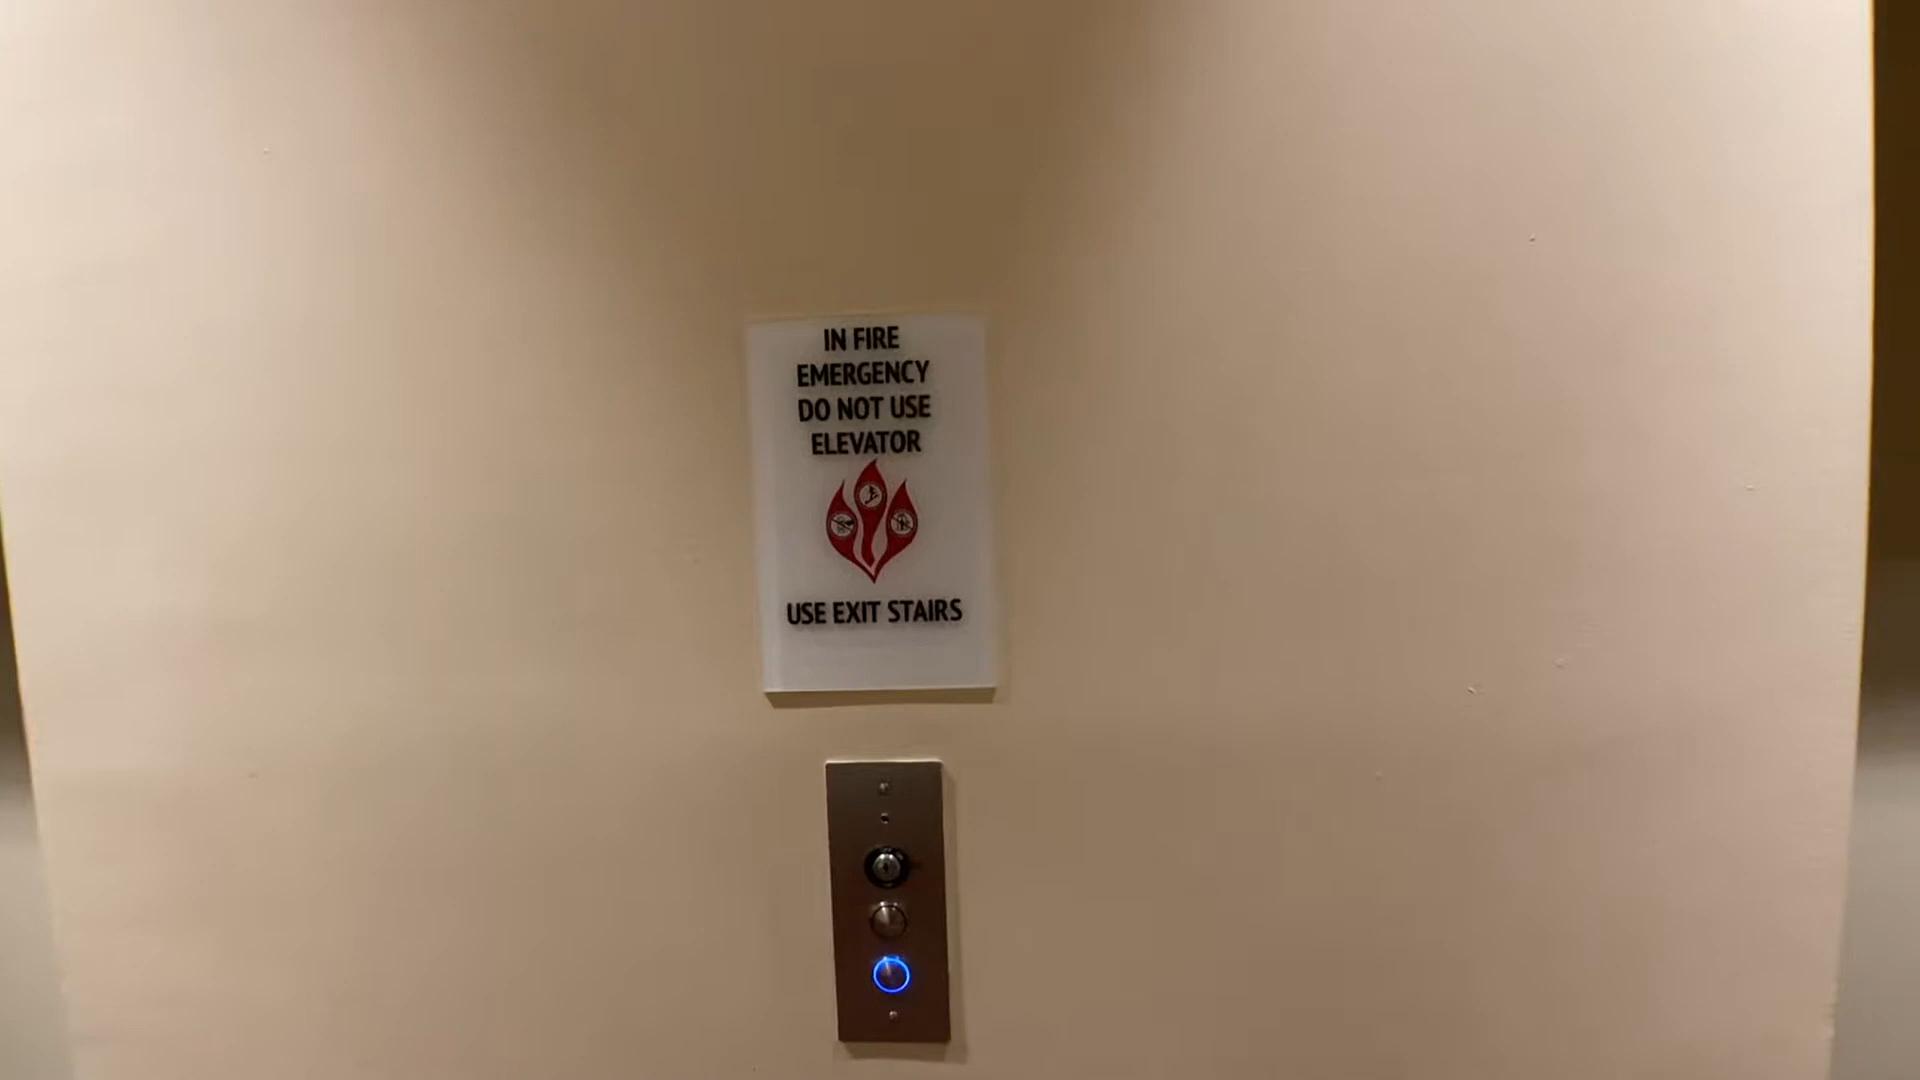 IN FIRE
EMERGENCY
DO NOT USE
ELEVATOR
USE EXIT STAIRS